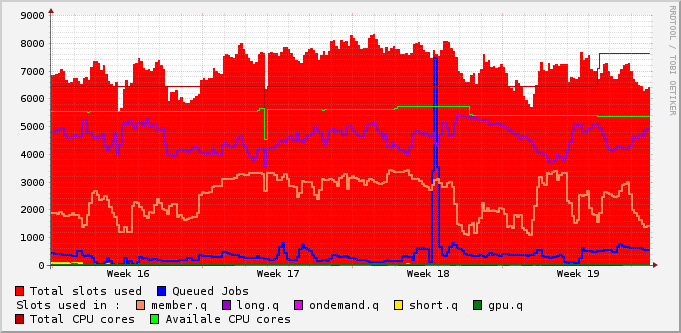 RRDTOOL / TOBI OETIKER
9000
8000
7000
6000
5000
4000
3000
2000
1000
0
Week 16 Week 17 Week 18 Week 19
Total slots used Queued Jobs
Slots used in : member.q long.q ondemand.q short.q gpu.q
Total CPU cores Availale CPU cores